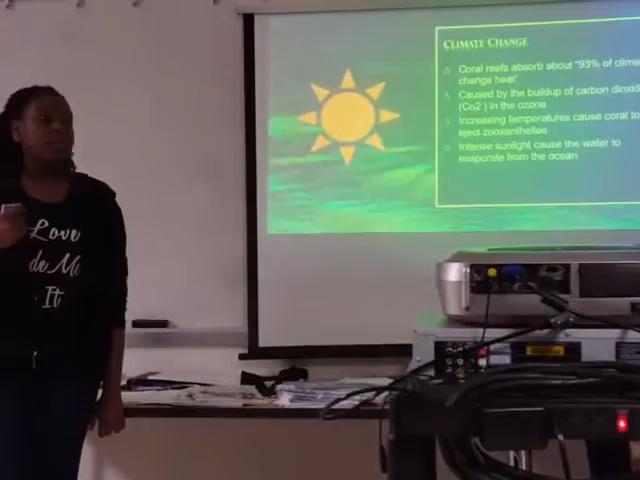 CLIMATE CHANGE
Coral reefs absorb about "93% of clima
change heat"
Caused by the buildup of carbon dioxid
(Co2 ) in the ozone
Increasing temperatures cause coral to
eject zooxanthellae
Intense sunlight cause the water to
evaporate from the ocean
Love
de Me
it